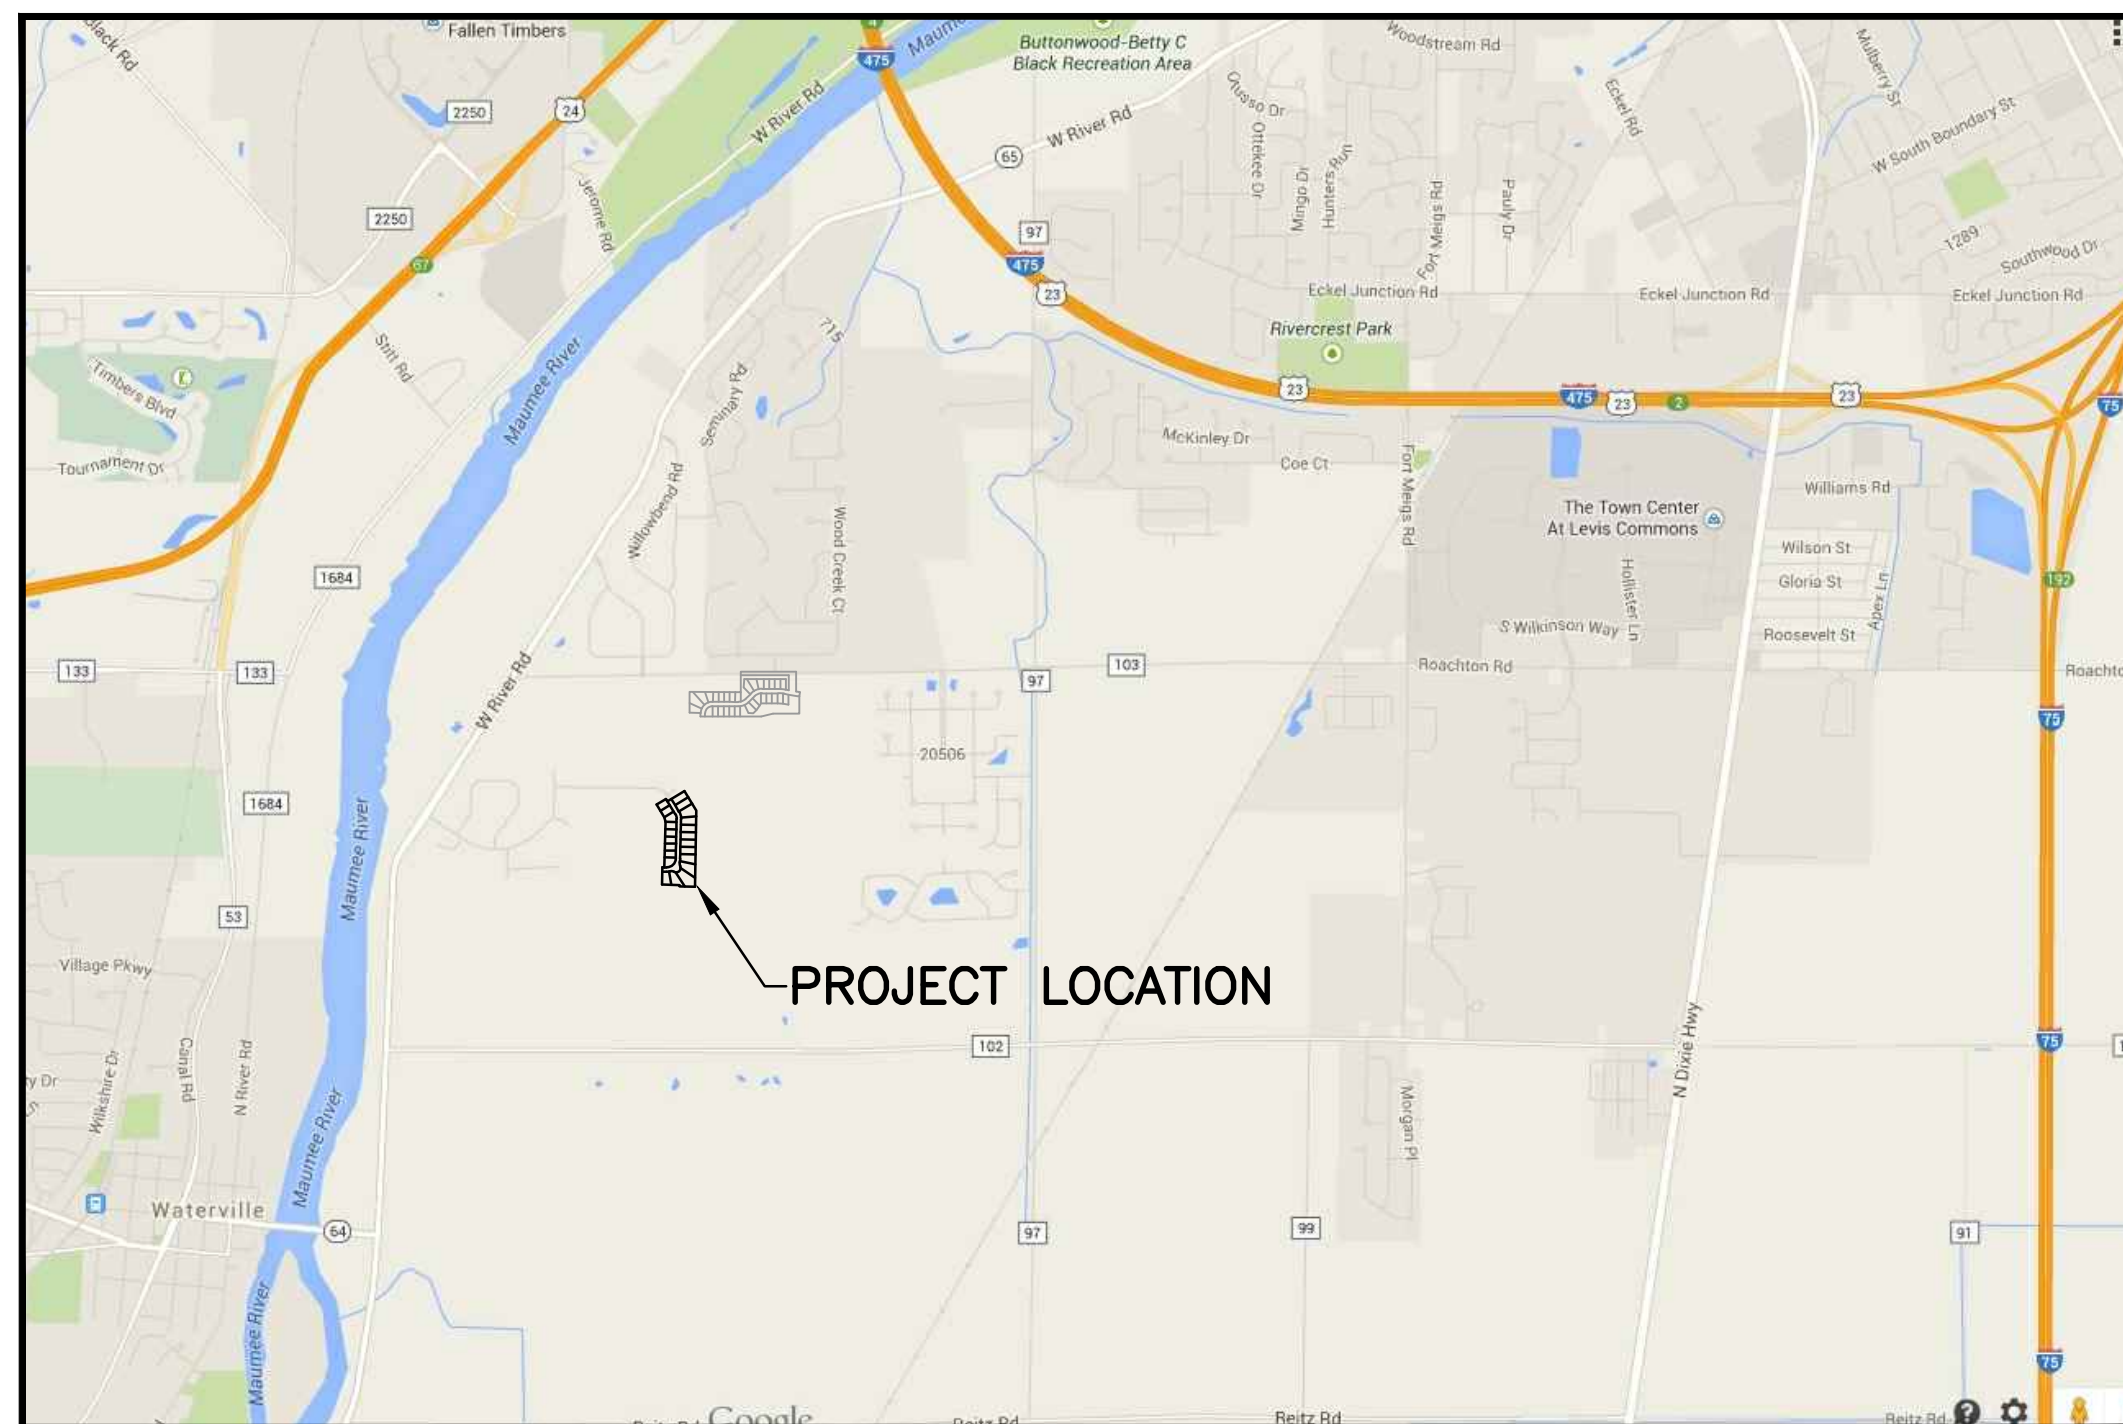 Black Rd
Fallen Timbers
2250
24
2250
67
Jerome Rd
W River Rd
475
Buttonwood-Betty C
Black Recreation Area
W River Rd
65
97
475
23
Woodstream Rd
Otusso Dr
Ottekee Dr
Mingo Dr
Hunters Run
Fort Meigs Rd
Pauly Dr
Eckel Rd
Mulberry St
W South Boundary St
1289
Southwood Dr
Eckel Junction Rd
Eckel Junction Rd
Eckel Junction Rd
Rivercrest Park
23
475
23
2
23
75
Timbers Blvd
Tournament Dr
Stitt Rd
Maumee River
715
Seminary Rd
Willowbend Rd
Wood Creek Ct
McKinley Dr
Coe Ct
Fort Meigs Rd
The Town Center
At Levis Commons
Williams Rd
Wilson St
Gloria St
Roosevelt St
Apex Ln
Hollister Ln
S Wilkinson Way
192
1684
133
133
W River Rd
97
103
Roachton Rd
75
20506
1684
Maumee River
53
Village Pkwy
PROJECT LOCATION
102
N Dixie Hwy
75
Wilkshire Dr
Canal Rd
N River Rd
Maumee River
Morgan Pl
Waterville
64
97
99
91
Maumee River
75
Google
Reitz Rd
Reitz Rd
Reitz Rd